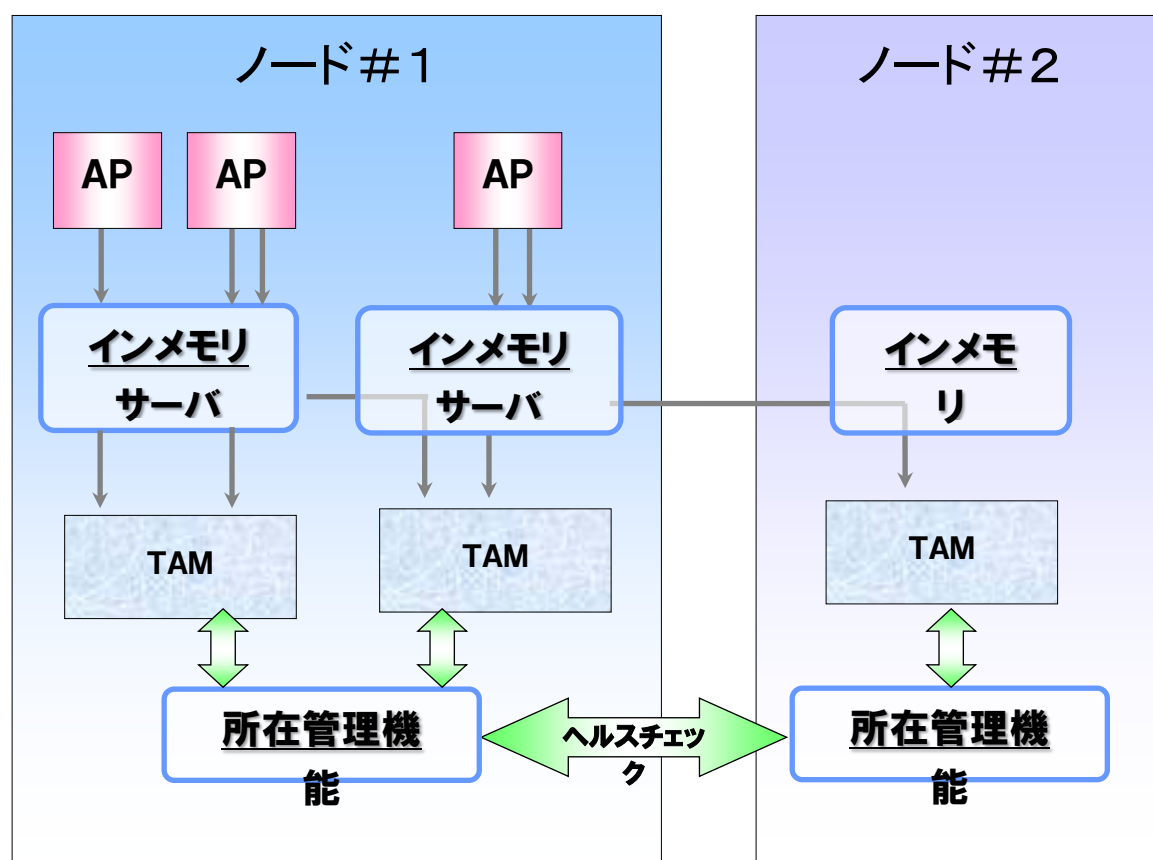 ノード＃１
ノード＃２
AP
AP
AP
インメモリ
サーバ
インメモリ
サーバ
インメモ
リ
TAM
TAM
TAM
所在管理機
能
ヘルスチェッ
ク
所在管理機
能